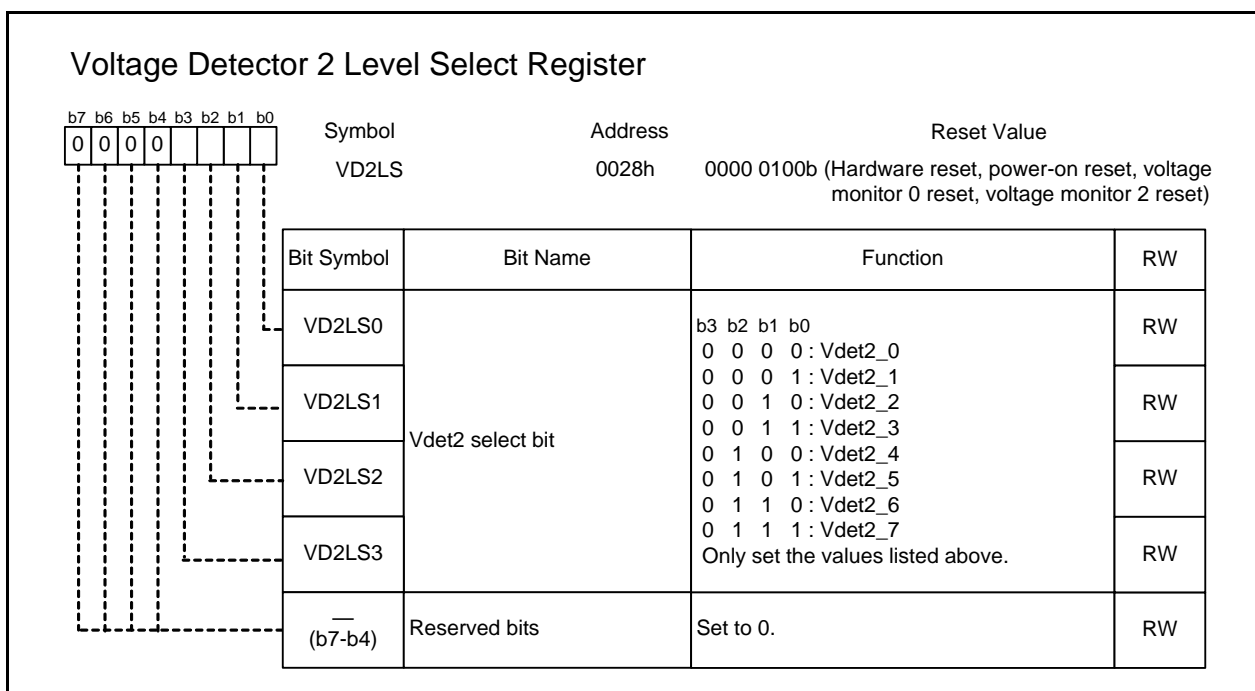 Voltage Detector 2 Level Select Register
b7 b6 b5 b4 b3 b2 b1 b0
0 0 0 0
Symbol Address Reset Value
VD2LS 0028h 0000 0100b (Hardware reset, power-on reset, voltage
monitor 0 reset, voltage monitor 2 reset)
Bit Symbol Bit Name Function RW
VD2LS0 RW
VD2LS1 RW
VD2LS2 RW
VD2LS3 RW
Vdet2 select bit
b3 b2 b1 b0
0 0 0 0 : Vdet2_0
0 0 0 1 : Vdet2_1
0 0 1 0 : Vdet2_2
0 0 1 1 : Vdet2_3
0 1 0 0 : Vdet2_4
0 1 0 1 : Vdet2_5
0 1 1 0 : Vdet2_6
0 1 1 1 : Vdet2_7
Only set the values listed above.
—
(b7-b4) Reserved bits Set to 0. RW